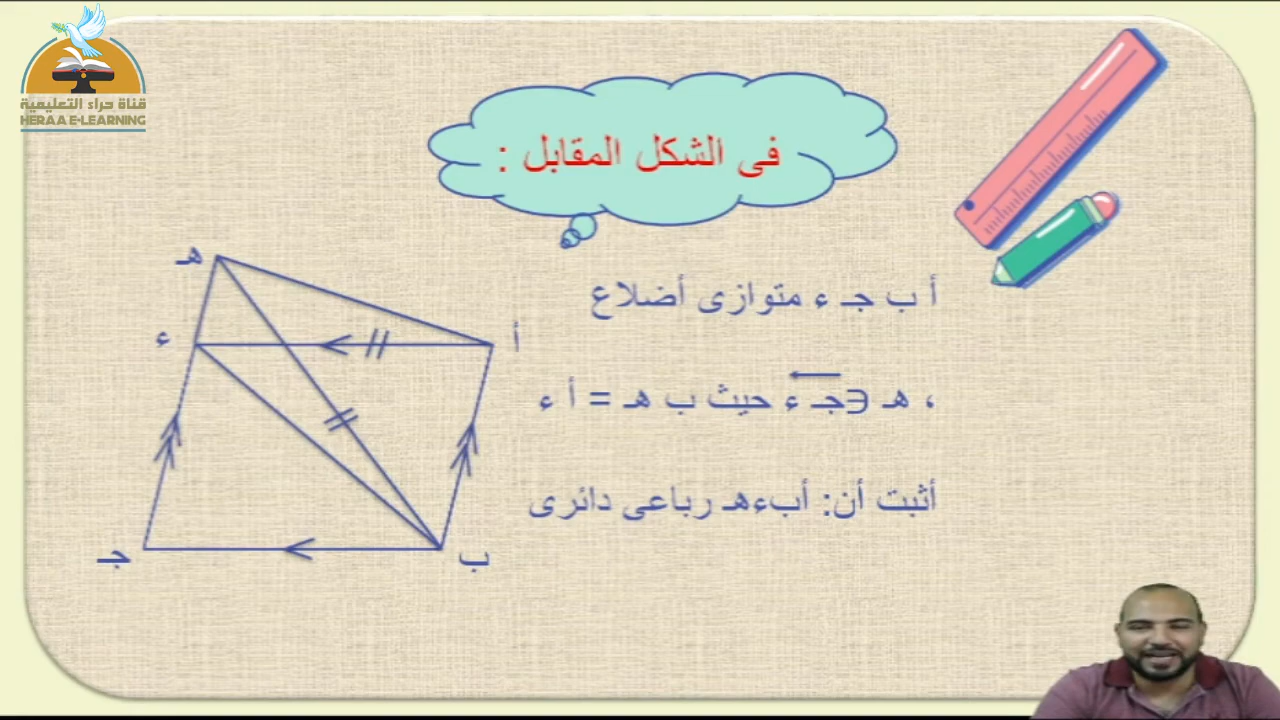 قناة حراء التعليمية
HERAA E-LEARNING
فى الشكل المقابل :
أ ب جـ ء متوازى أضلاع
، هـ ∈ جـ ء حيث ب هـ = أ ء
أثبت أن: أبءهـ رباعى دائرى
هـ
ء
أ
جـ
ب